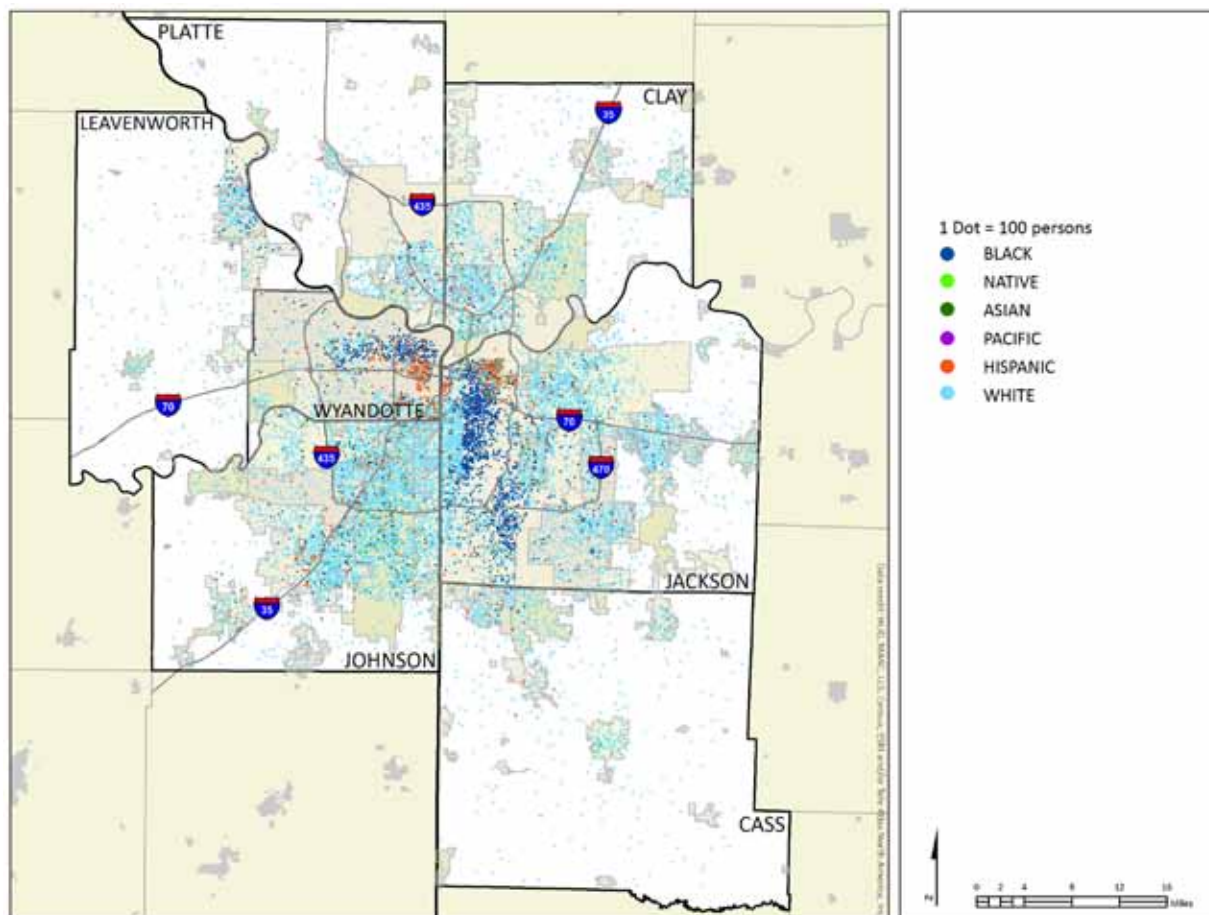 PLATTE
CLAY
35
LEAVENWORTH
435
70
WYANDOTTE
70
435
470
JACKSON
35
JOHNSON
CASS
1 Dot = 100 persons
BLACK
NATIVE
ASIAN
PACIFIC
HISPANIC
WHITE
0 2 4 8 12 16
Miles